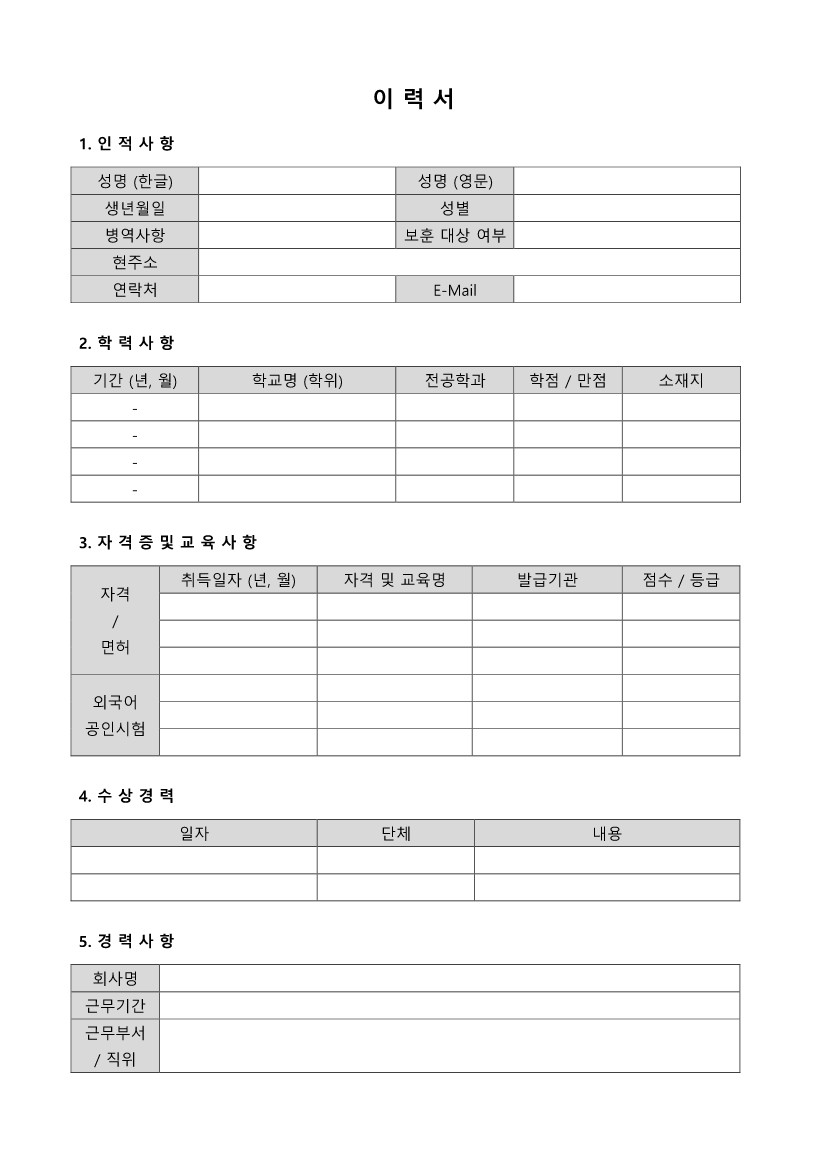 이 력 서
1. 인 적 사 항
성명 (한글) 성명 (영문)
생년월일 성별
병역사항 보훈 대상 여부
현주소
연락처 E-Mail
2. 학 력 사 항
기간 (년, 월) 학교명 (학위) 전공학과 학점 / 만점 소재지
-
-
-
-
3. 자 격 증 및 교 육 사 항
자격
/
면허
취득일자 (년, 월) 자격 및 교육명 발급기관 점수 / 등급
외국어
공인시험
4. 수 상 경 력
일자 단체 내용
5. 경 력 사 항
회사명
근무기간
근무부서
/ 직위